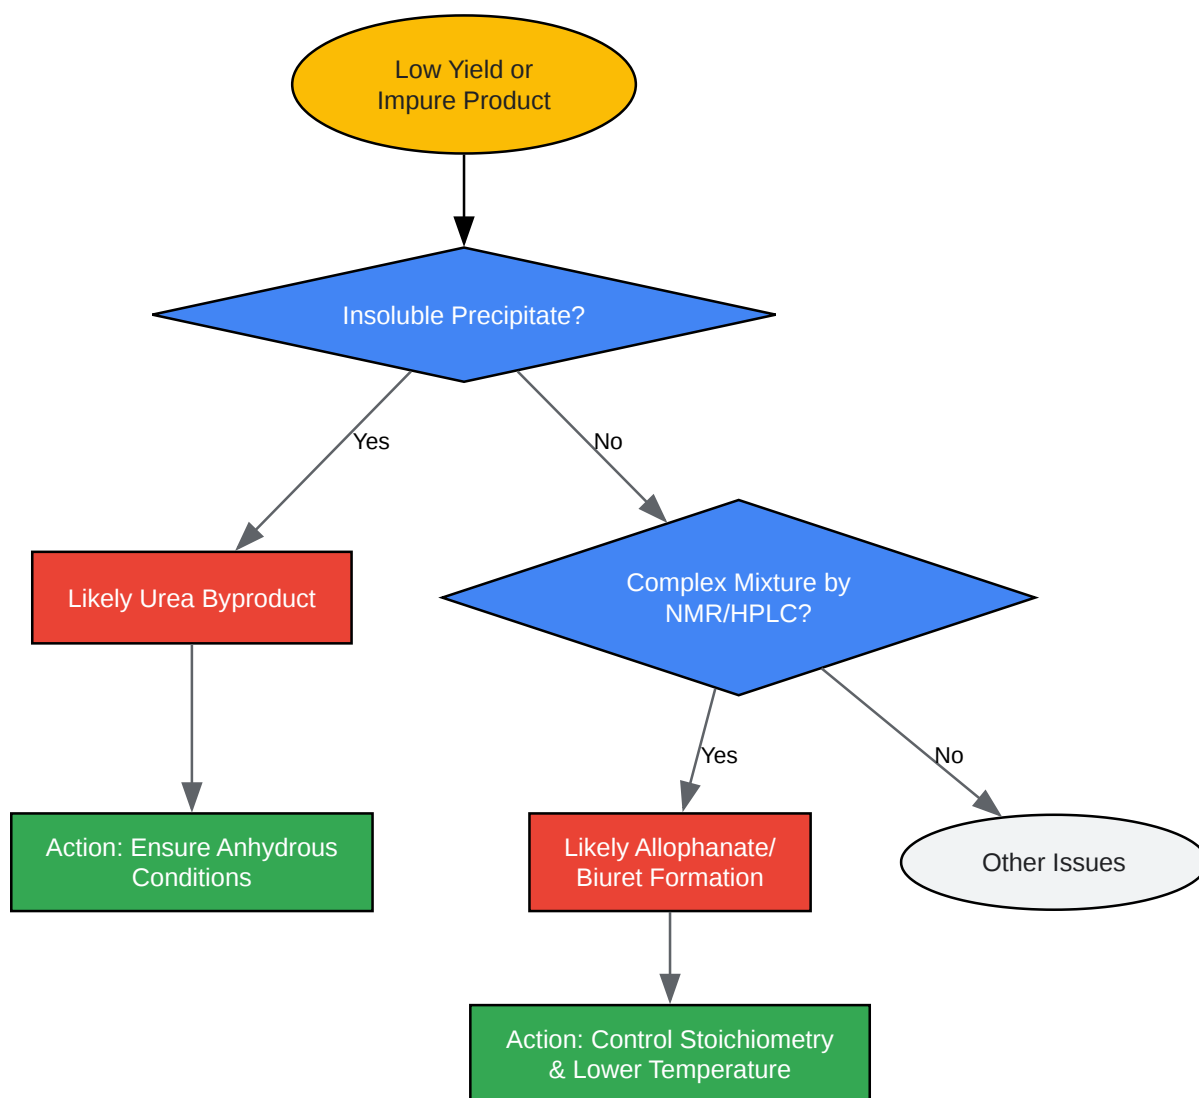 Low Yield or
Impure Product
Insoluble Precipitate?
Yes
No
Likely Urea Byproduct
Complex Mixture by
NMR/HPLC?
Yes
No
Action: Ensure Anhydrous
Conditions
Likely Allophanate/
Biuret Formation
Other Issues
Action: Control Stoichiometry
& Lower Temperature